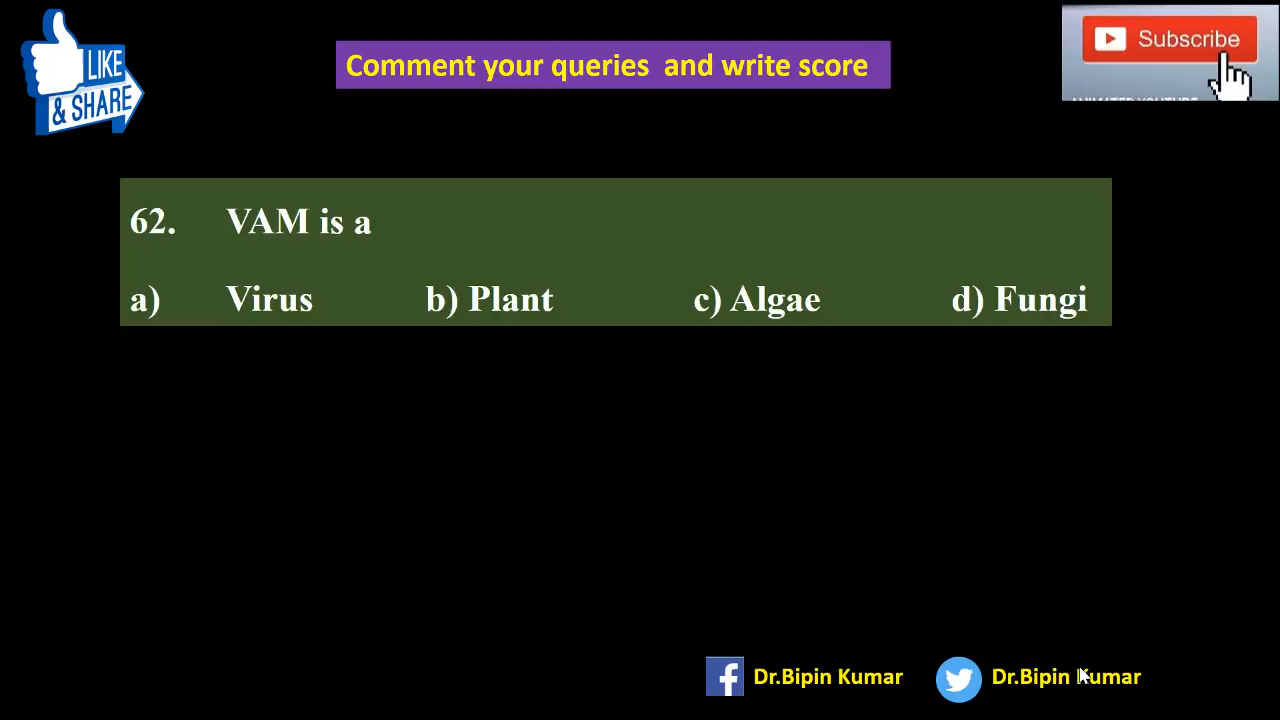 LIKE
& SHARE
Comment your queries and write score
Subscribe
62. VAM is a
a) Virus b) Plant c) Algae d) Fungi
Dr.Bipin Kumar Dr.Bipin Kumar